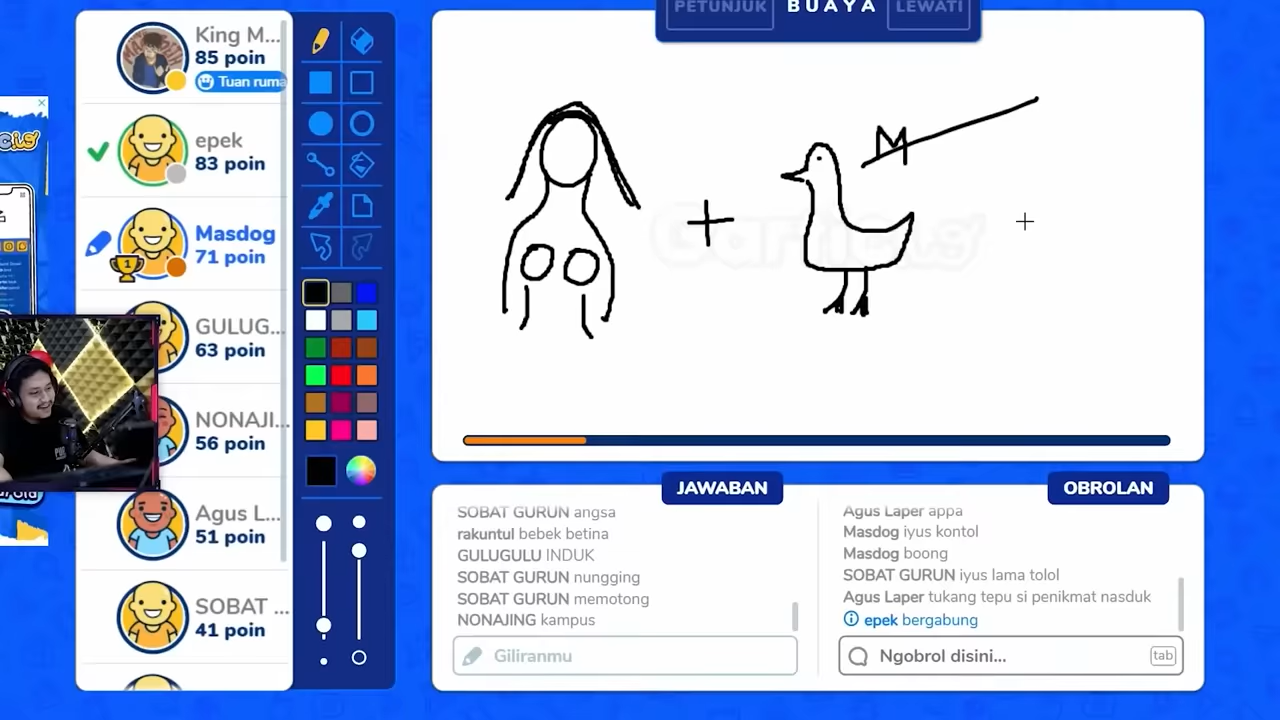 PETUNJUK BUAYA LEWATI
King M...
85 poin
Tuan ruma
epek
83 poin
Masdog
71 poin
GULUG...
63 poin
NONAJI...
56 poin
Agus L...
51 poin
SOBAT ...
41 poin
M
Gartic.io
JAWABAN
SOBAT GURUN angsa
rakuntul bebek betina
GULUGULU INDUK
SOBAT GURUN nungging
SOBAT GURUN memotong
NONAJING kampus
Giliranmu
OBROLAN
Agus Laper appa
Masdog iyus kontol
Masdog boong
SOBAT GURUN iyus lama tolol
Agus Laper tukang tepu si penikmat nasduk
epek bergabung
Ngobrol disini...
tab